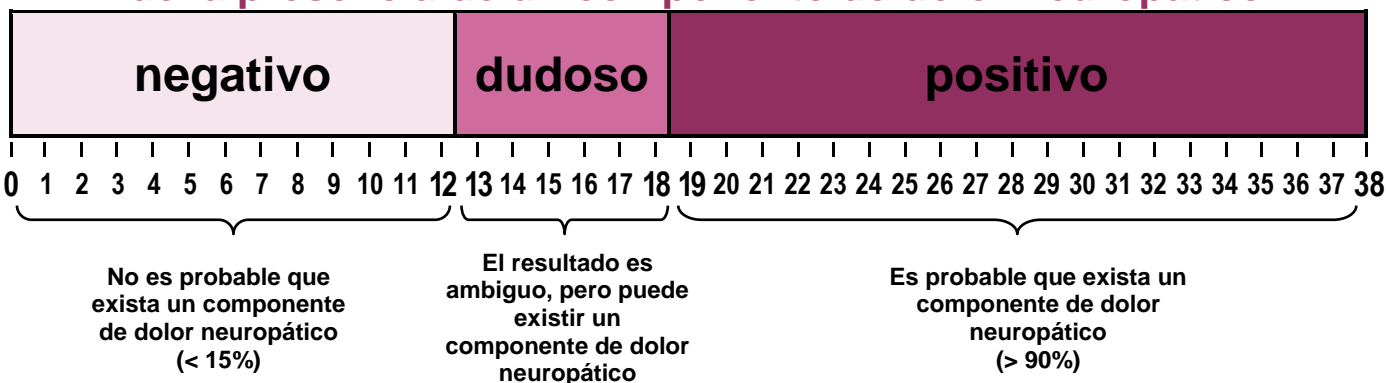 negativo dudoso positivo
0 1 2 3 4 5 6 7 8 9 10 11 12 13 14 15 16 17 18 19 20 21 22 23 24 25 26 27 28 29 30 31 32 33 34 35 36 37 38
No es probable que
exista un componente
de dolor neuropático
(< 15%)
El resultado es
ambiguo, pero puede
existir un
componente de dolor
neuropático
Es probable que exista un
componente de dolor
neuropático
(> 90%)